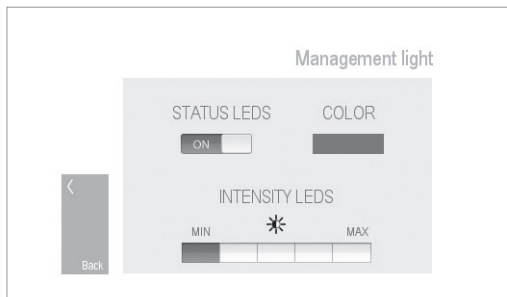 Management light
STATUS LEDS
COLOR
ON
INTENSITY LEDS
MIN
MAX
Back